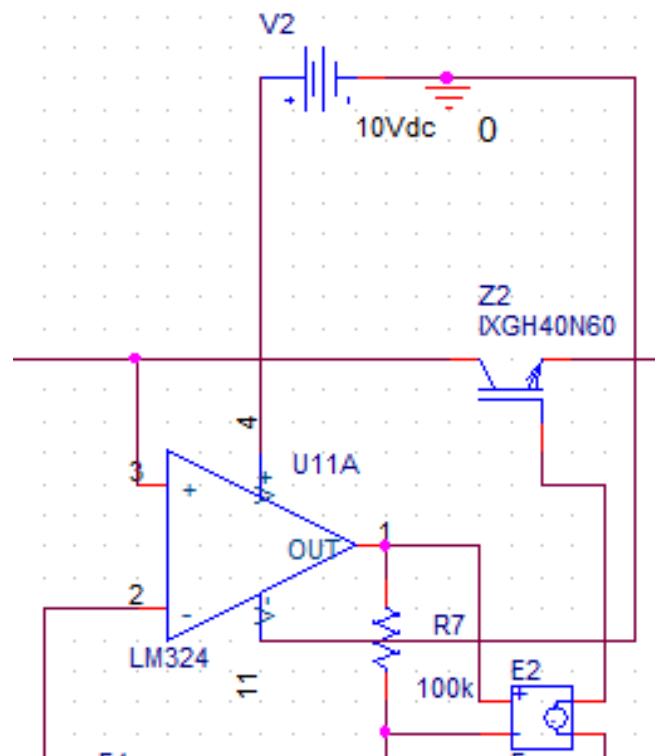 V2
+
-
10Vdc
0
Z2
IXGH40N60
4
U11A
3
+
V+
OUT
1
2
-
V-
LM324
11
R7
100k
E2
+
-